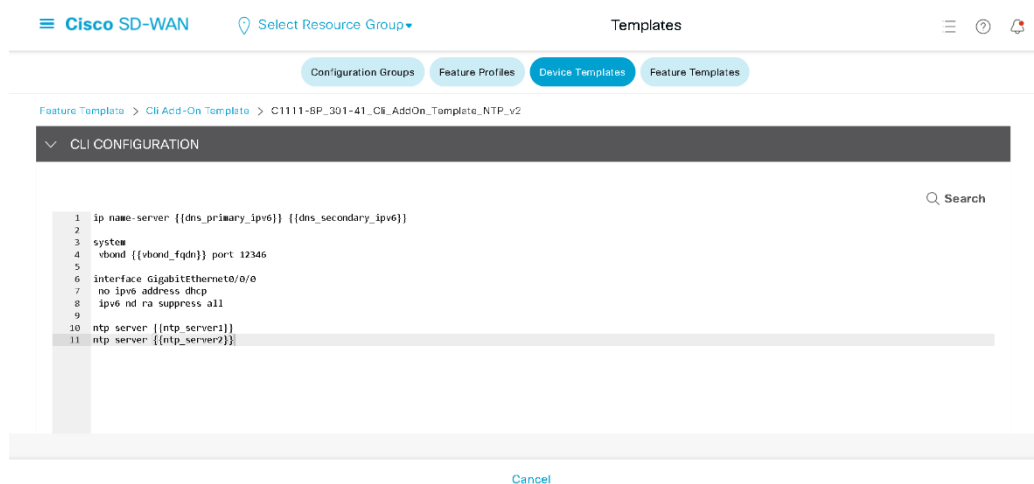 Cisco SD-WAN
Select Resource Group
Templates
Configuration Groups
Feature Profiles
Device Templates
Feature Templates
Feature Template > Cli Add-On Template > C1111-8P_301-41_Cli_AddOn_Template_NTP_v2
CLI CONFIGURATION
Search
1 ip name-server {{dns_primary_ipv6}} {{dns_secondary_ipv6}}
2
3 system
4 vbond {{vbond_fqdn}} port 12346
5
6 interface GigabitEthernet0/0/0
7 no ipv6 address dhcp
8 ipv6 nd ra suppress all
9
10 ntp server {{ntp_server1}}
11 ntp server {{ntp_server2}}
Cancel